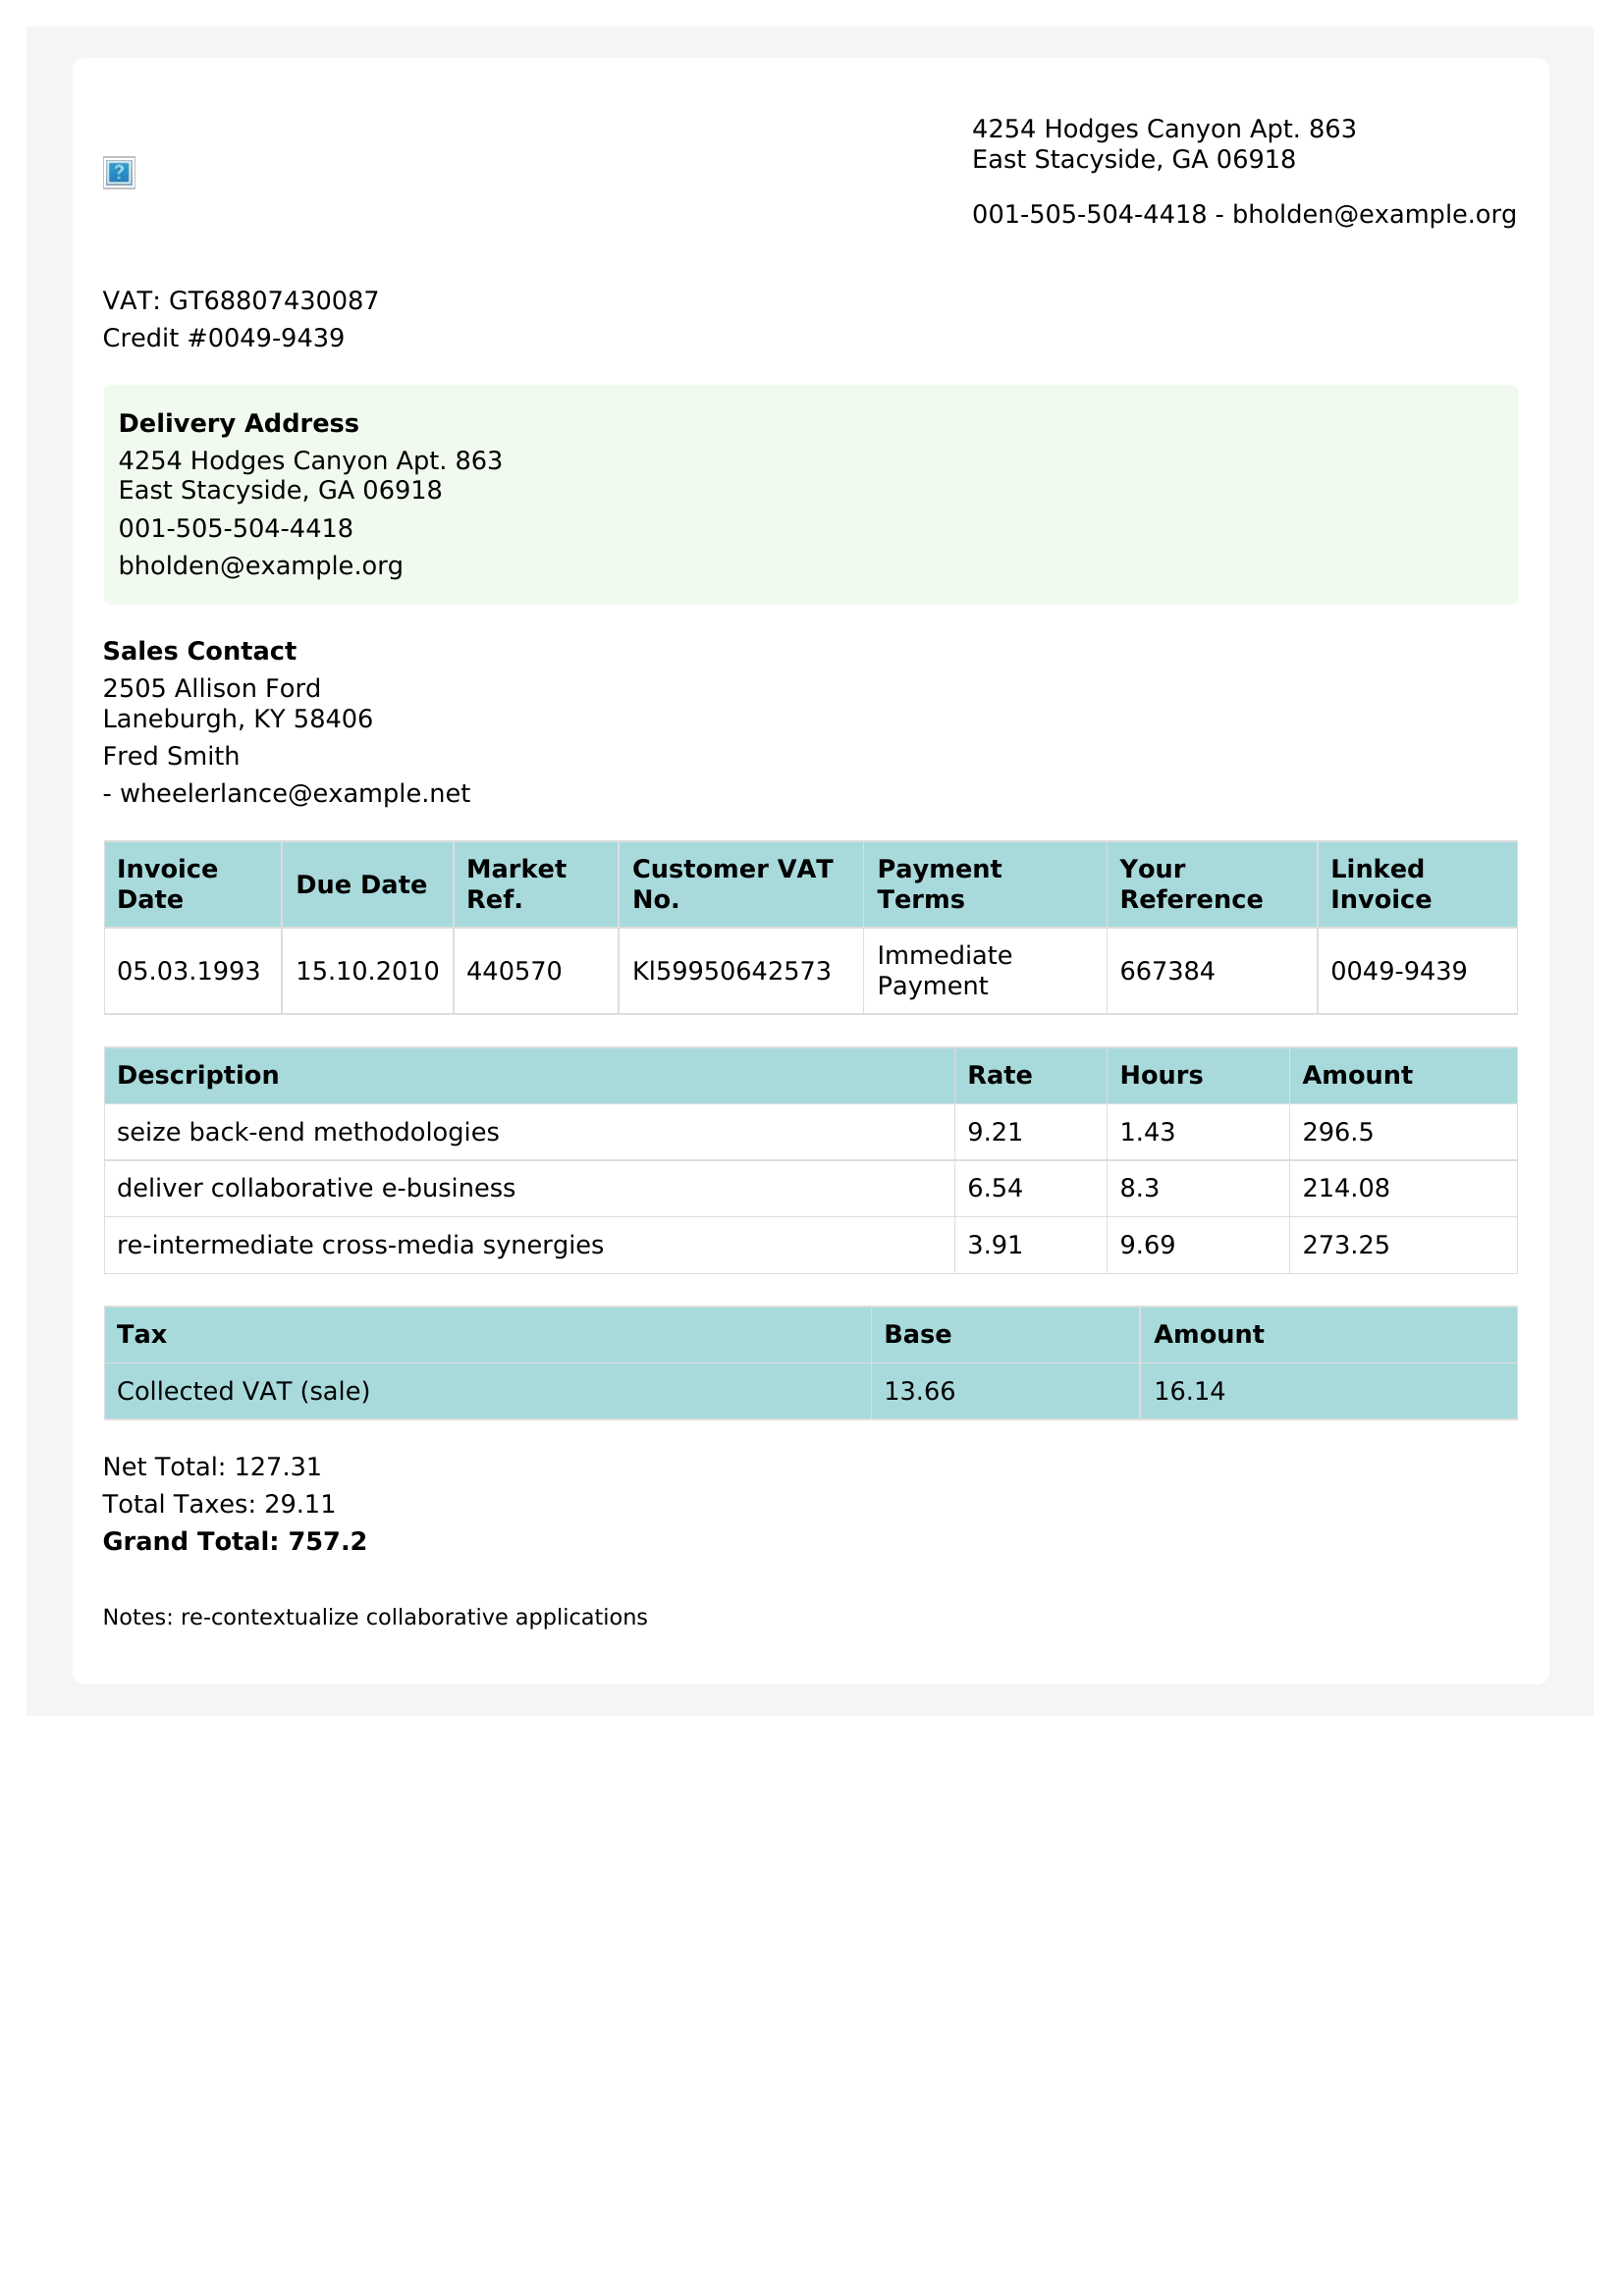 4254 Hodges Canyon Apt. 863
East Stacyside, GA 06918
001-505-504-4418 - bholden@example.org
VAT: GT68807430087
Credit #0049-9439
Delivery Address
4254 Hodges Canyon Apt. 863
East Stacyside, GA 06918
001-505-504-4418
bholden@example.org
Sales Contact
2505 Allison Ford
Laneburgh, KY 58406
Fred Smith
- wheelerlance@example.net
Invoice Date Due Date Market Ref. Customer VAT No. Payment Terms Your Reference Linked Invoice
05.03.1993 15.10.2010 440570 Kl59950642573 Immediate Payment 667384 0049-9439
Description Rate Hours Amount
seize back-end methodologies 9.21 1.43 296.5
deliver collaborative e-business 6.54 8.3 214.08
re-intermediate cross-media synergies 3.91 9.69 273.25
Tax Base Amount
Collected VAT (sale) 13.66 16.14
Net Total: 127.31
Total Taxes: 29.11
Grand Total: 757.2
Notes: re-contextualize collaborative applications